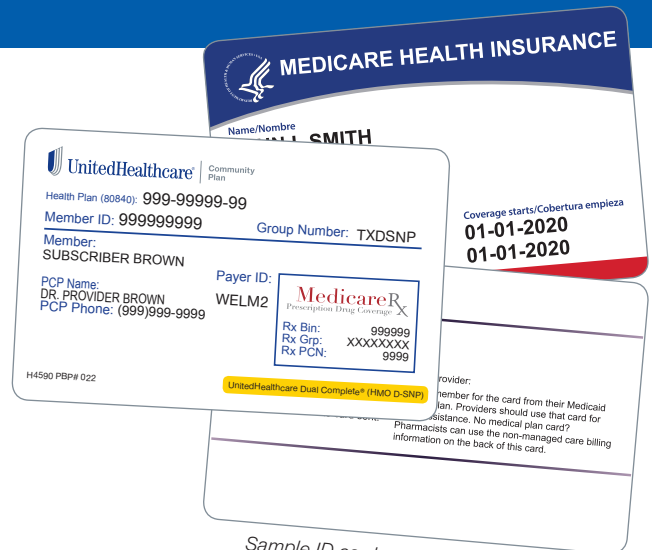 MEDICARE HEALTH INSURANCE
Name/Nombre
SMITH
Coverage starts/Cobertura empieza
01-01-2020
01-01-2020
UnitedHealthcare® Community
Plan
Health Plan (80840): 999-99999-99
Member ID: 999999999 Group Number: TXDSNP
Member:
SUBSCRIBER BROWN
PCP Name:
DR. PROVIDER BROWN
PCP Phone: (999)999-9999
Payer ID:
WELM2
MedicareRx
Prescription Drug Coverage
Rx Bin: 999999
Rx Grp: XXXXXXXX
Rx PCN: 9999
H4590 PBP# 022
UnitedHealthcare Dual Complete® (HMO D-SNP)
for the card from their Medicaid
Providers should use that card for
No medical plan card?
Pharmacists can use the non-managed care billing
information on the back of this card.
Sample ID